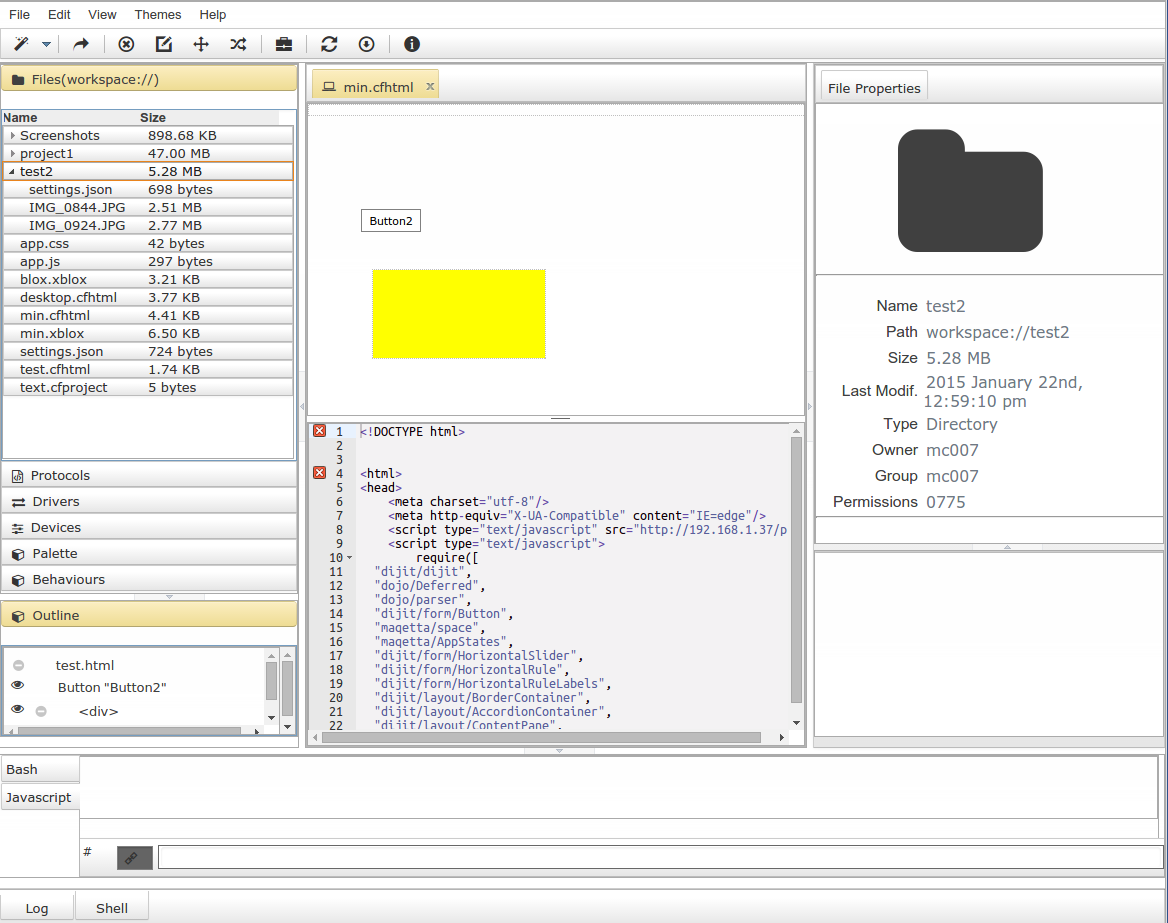 File Edit View Themes Help
Files(workspace://)
Name Size
Screenshots 898.68 KB
project1 47.00 MB
test2 5.28 MB
settings.json 698 bytes
IMG_0844.JPG 2.51 MB
IMG_0924.JPG 2.77 MB
app.css 42 bytes
app.js 297 bytes
blox.xblox 3.21 KB
desktop.cfhtml 3.77 KB
min.cfhtml 4.41 KB
min.xblox 6.50 KB
settings.json 724 bytes
test.cfhtml 1.74 KB
text.cfproject 5 bytes
Protocols
Drivers
Devices
Palette
Behaviours
Outline
test.html
Button "Button2"
<div>
min.cfhtml x
Button2
1 <!DOCTYPE html>
2
3
4 <html>
5 <head>
6 <meta charset="utf-8"/>
7 <meta http-equiv="X-UA-Compatible" content="IE=edge"/>
8 <script type="text/javascript" src="http://192.168.1.37/p
9 <script type="text/javascript">
10 require([
11 "dijit/dijit",
12 "dojo/Deferred",
13 "dojo/parser",
14 "dijit/form/Button",
15 "maqetta/space",
16 "maqetta/AppStates",
17 "dijit/form/HorizontalSlider",
18 "dijit/form/HorizontalRule",
19 "dijit/form/HorizontalRuleLabels",
20 "dijit/layout/BorderContainer",
21 "dijit/layout/AccordionContainer",
22 "dijit/layout/ContentPane",
File Properties
Name test2
Path workspace://test2
Size 5.28 MB
Last Modif. 2015 January 22nd,
12:59:10 pm
Type Directory
Owner mc007
Group mc007
Permissions 0775
Bash
Javascript
#
Log Shell